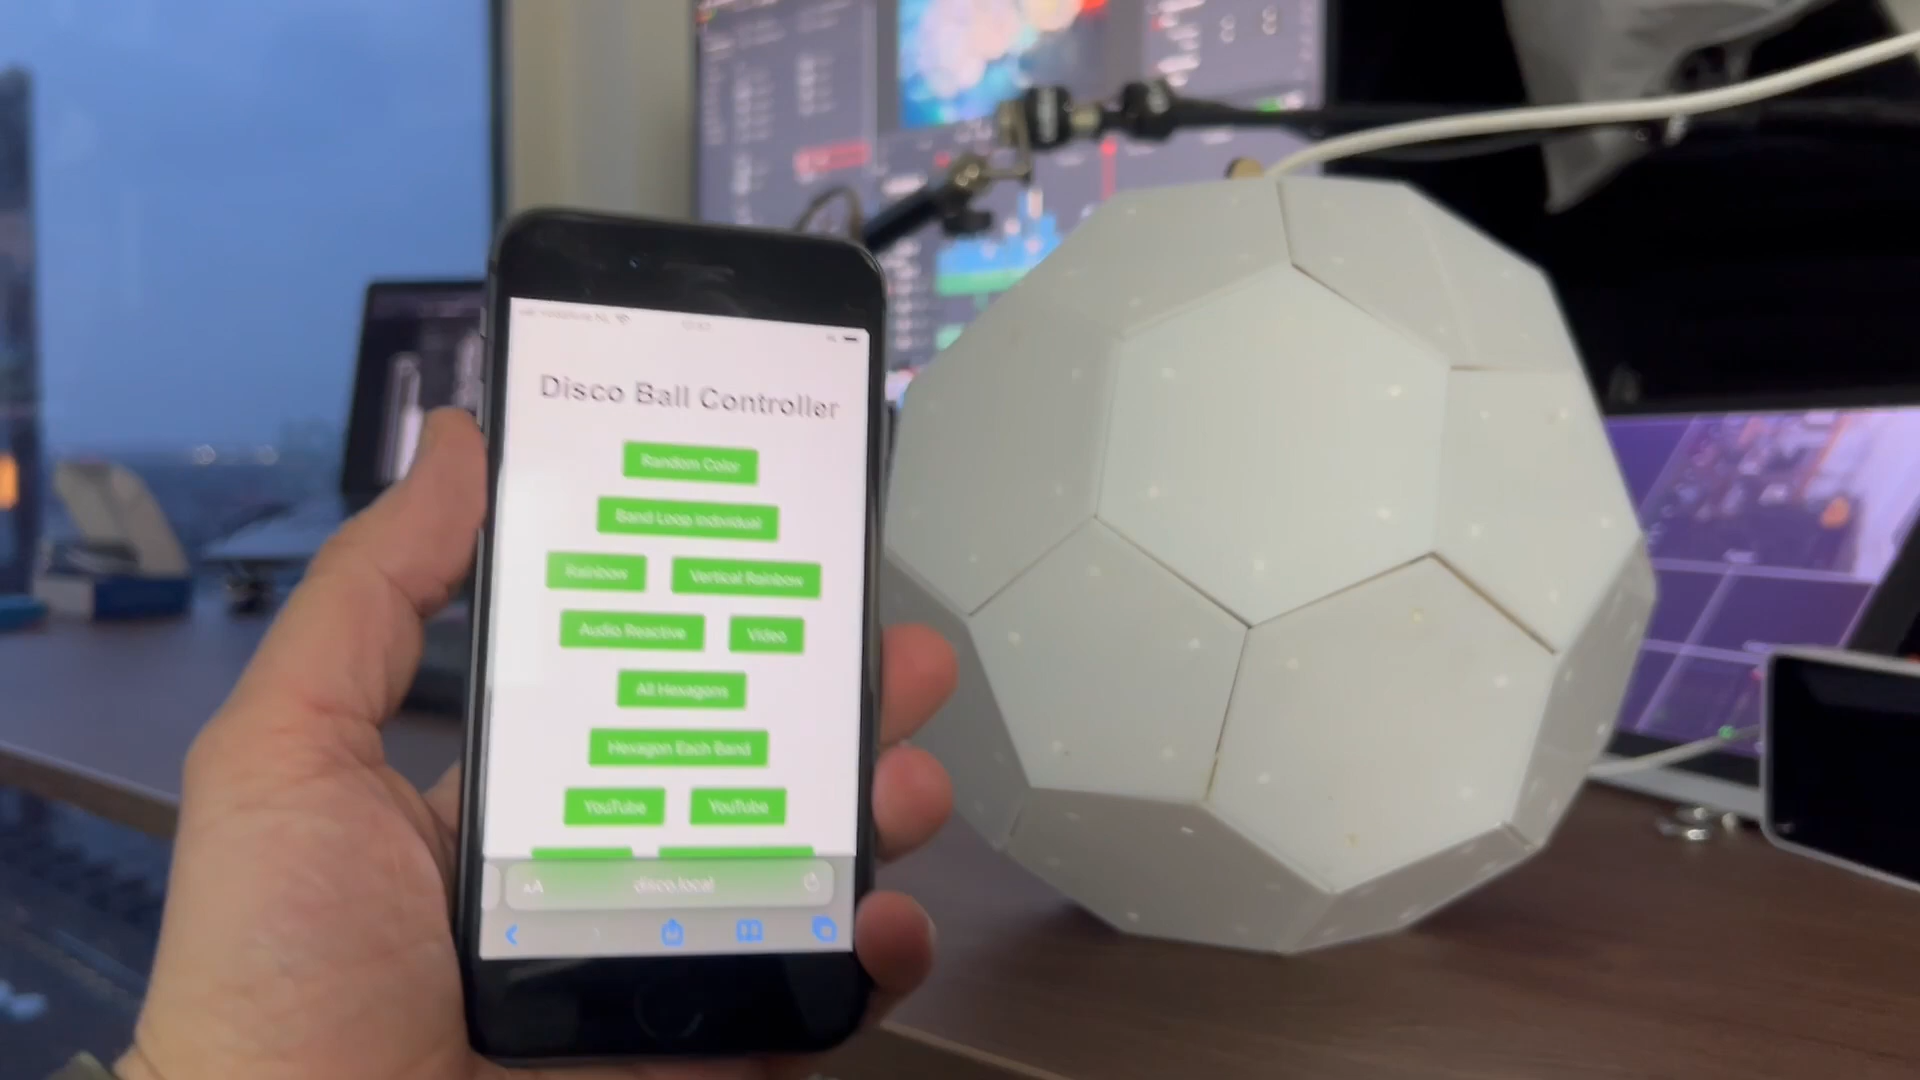 Disco Ball Controller
Random Color
Band Loop Individual
Rainbow Vertical Rainbow
Audio Reactive Video
All Hexagons
Hexagon Each Band
YouTube YouTube
AA disco.local